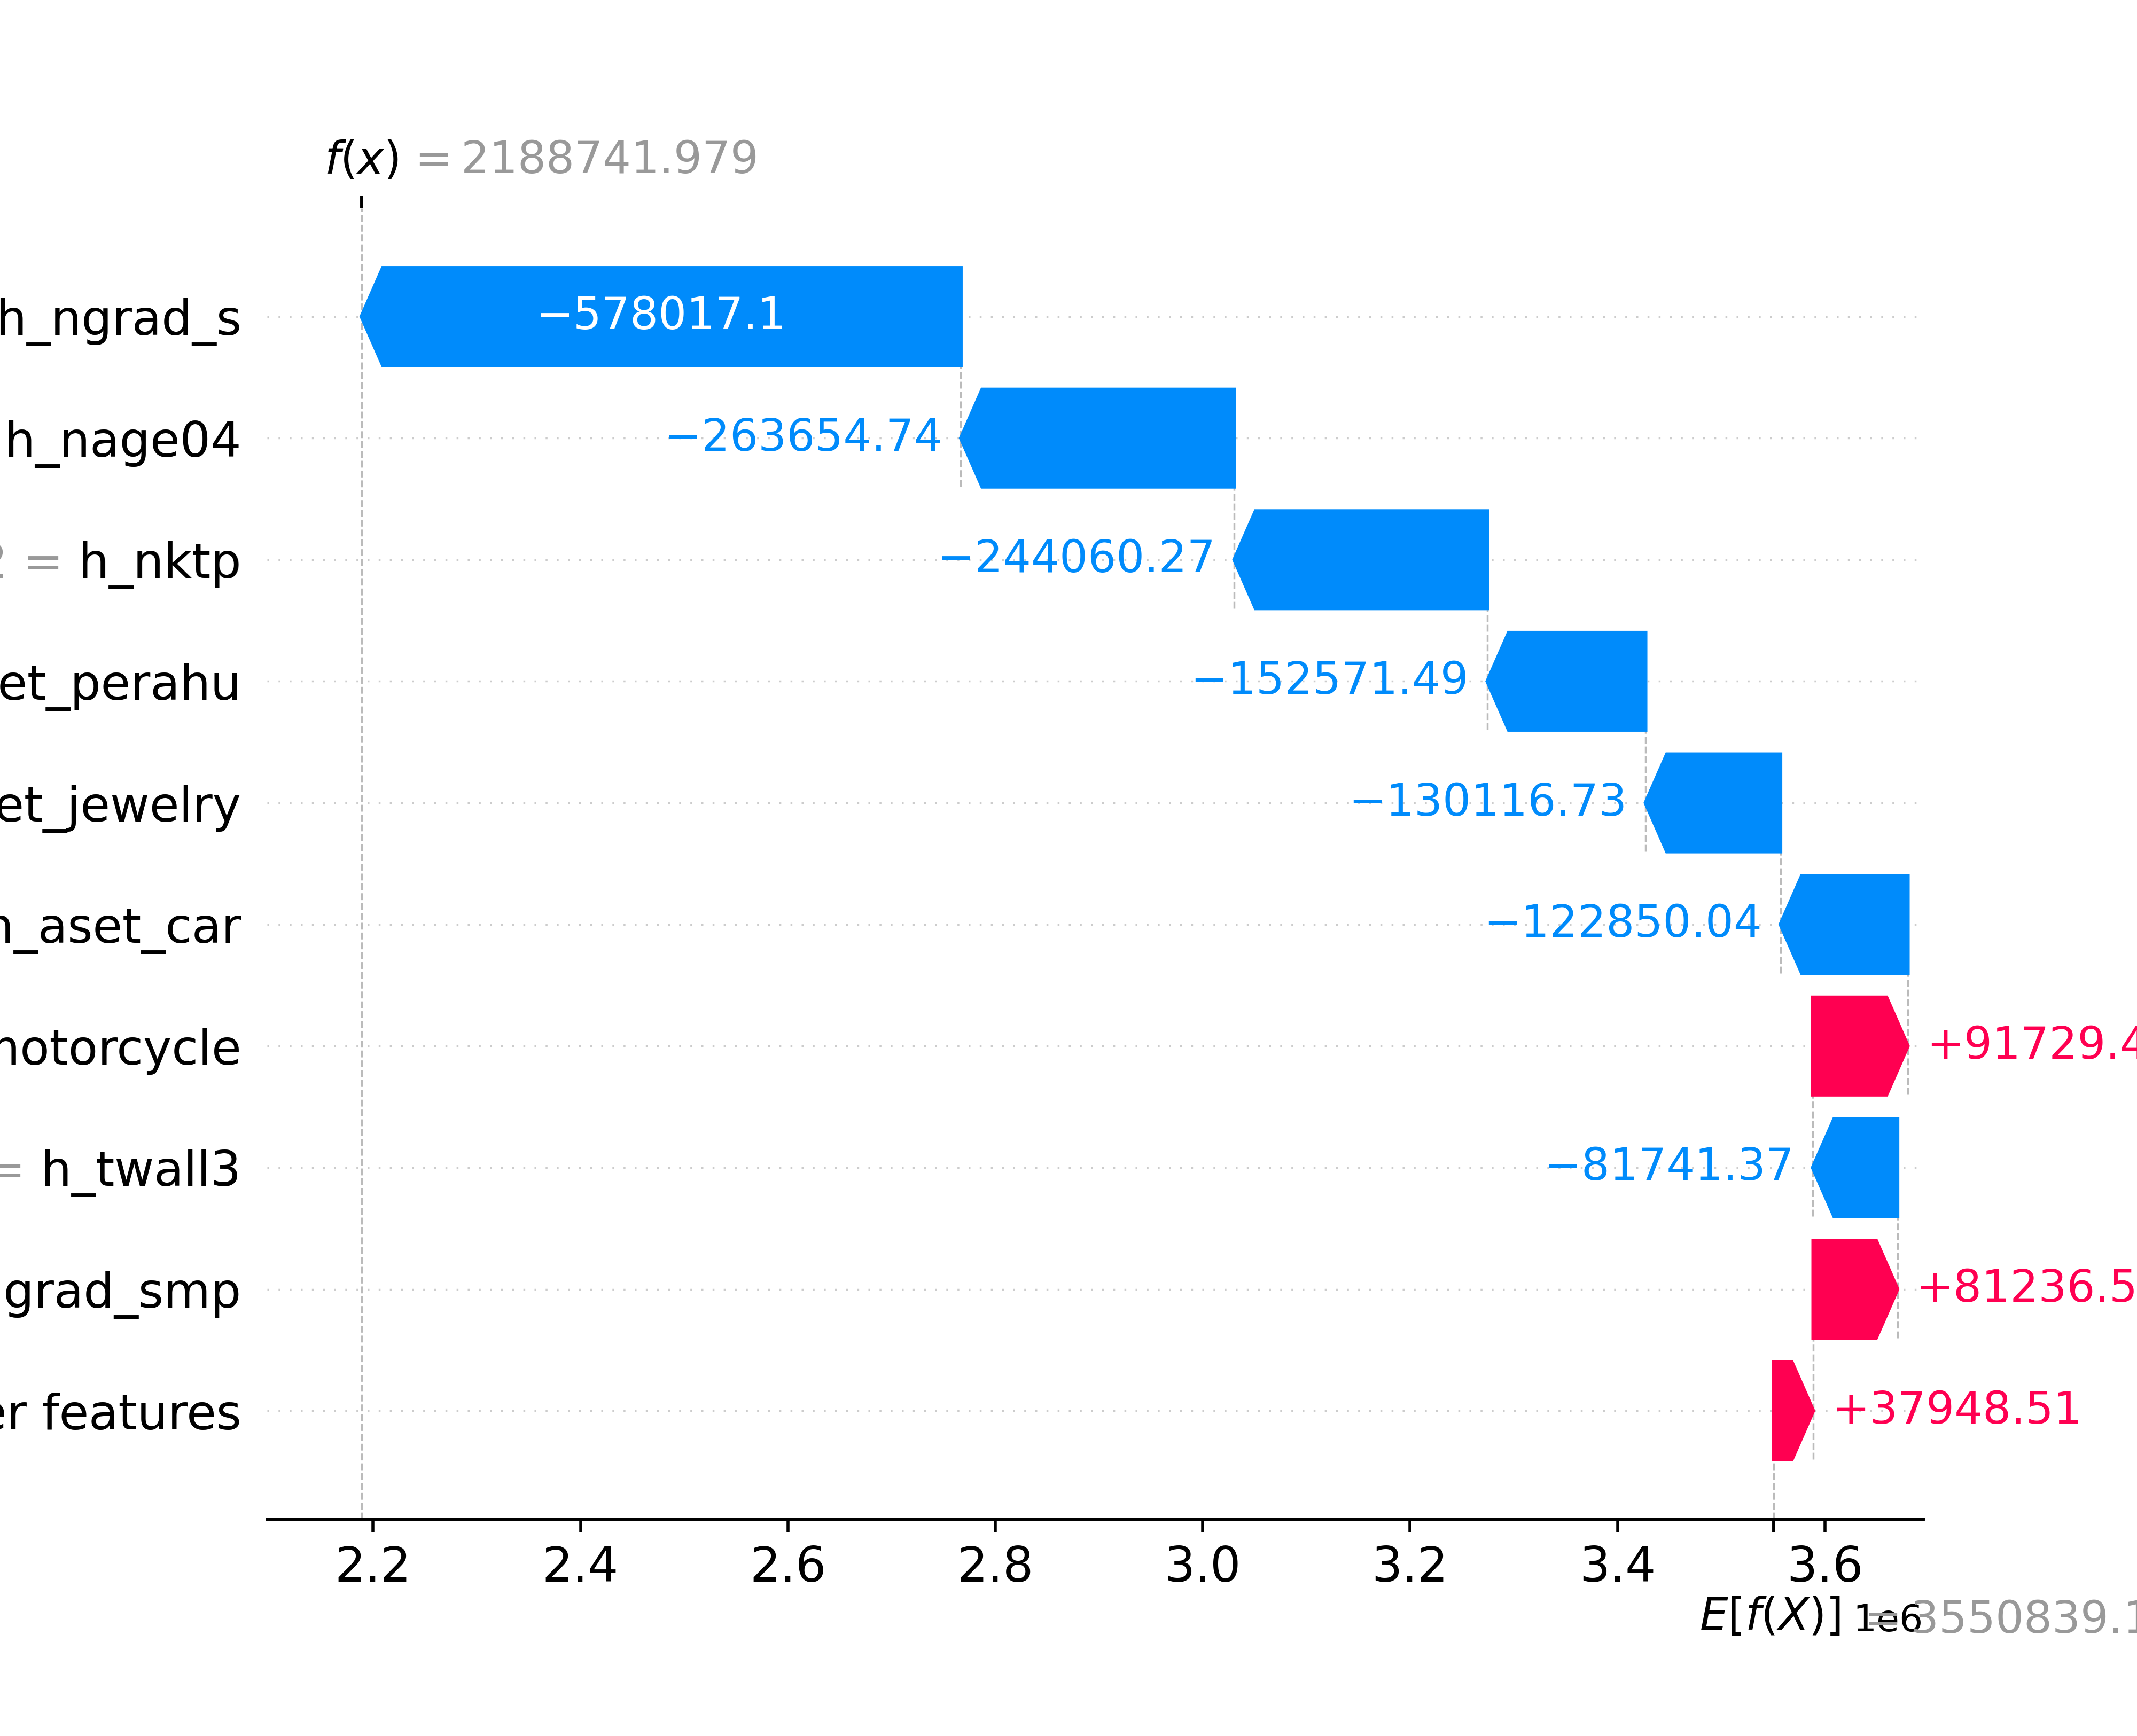 f(x) = 2188741.979
h_ngrad_s −578017.1
h_nage04 −263654.74
= h_nktp −244060.27
et_perahu −152571.49
et_jewelry −130116.73
_aset_car −122850.04
otorcycle +91729.4
= h_twall3 −81741.37
grad_smp +81236.5
er features +37948.51
2.2 2.4 2.6 2.8 3.0 3.2 3.4 3.6
E[f(X)] = 3550839.1
1e6